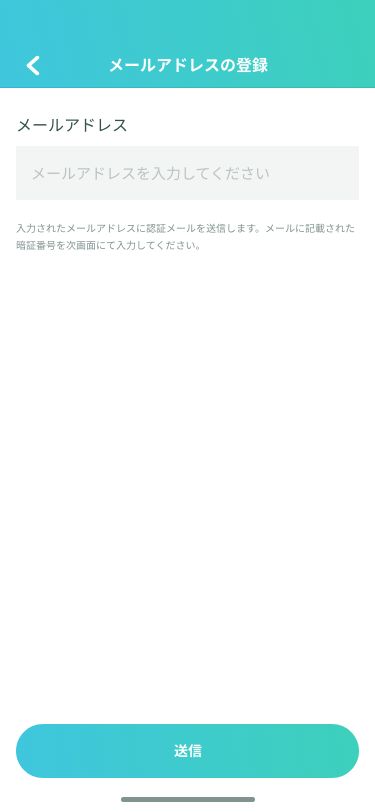 メールアドレスの登録
メールアドレス
メールアドレスを入力してください
入力されたメールアドレスに認証メールを送信します。メールに記載された
暗証番号を次画面にて入力してください。
送信